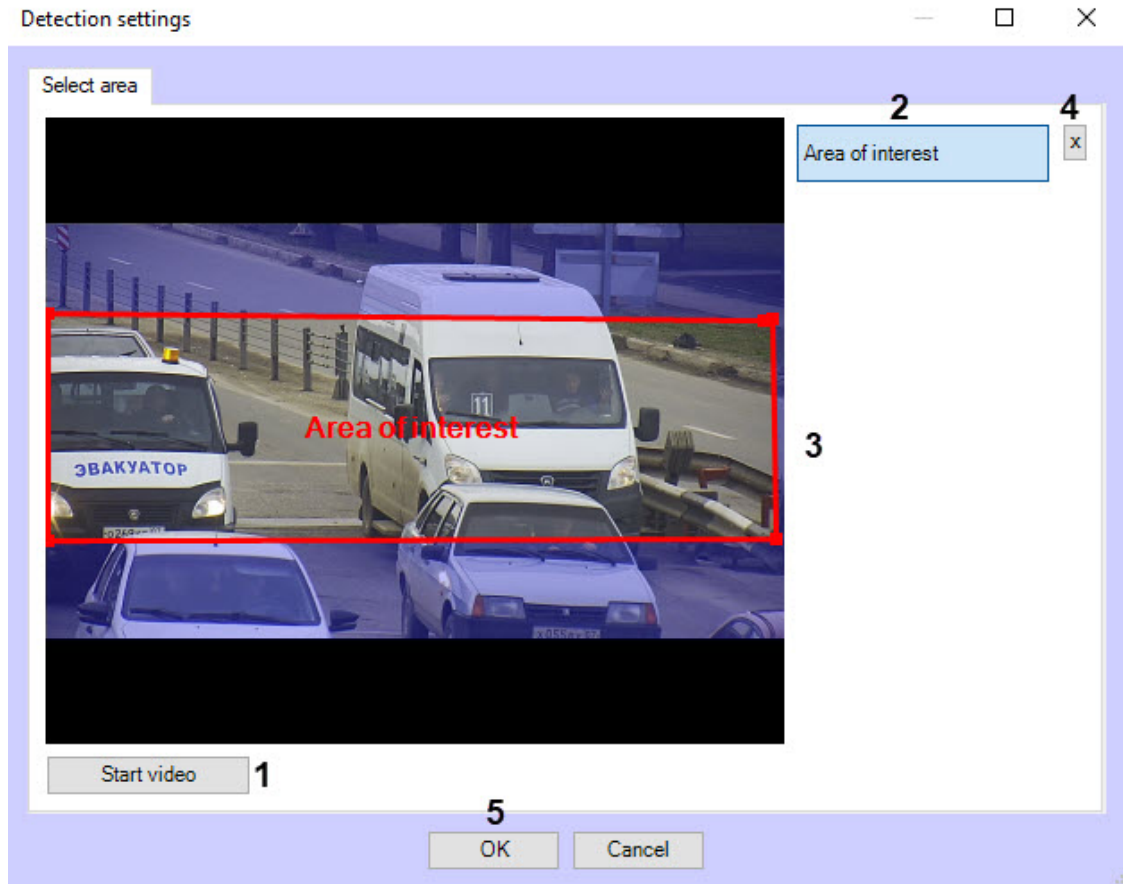 Detection settings
Select area
2
4
Area of interest
x
11
Area of interest
3
ЭВАКУАТОР
Start video
1
5
OK
Cancel